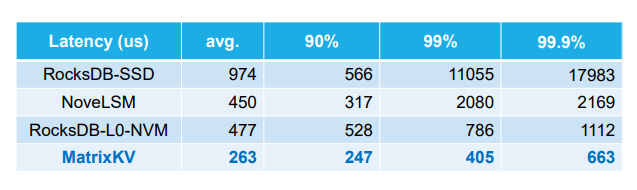 Latency (us) avg. 90% 99% 99.9%
RocksDB-SSD 974 566 11055 17983
NoveLSM 450 317 2080 2169
RocksDB-L0-NVM 477 528 786 1112
MatrixKV 263 247 405 663